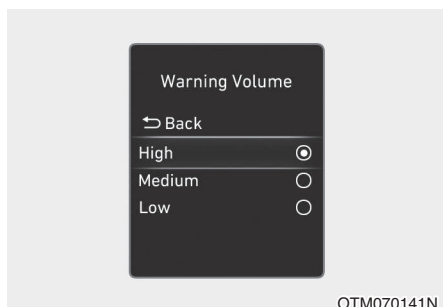 Warning Volume
Back
High
Medium
Low
OTM070141N